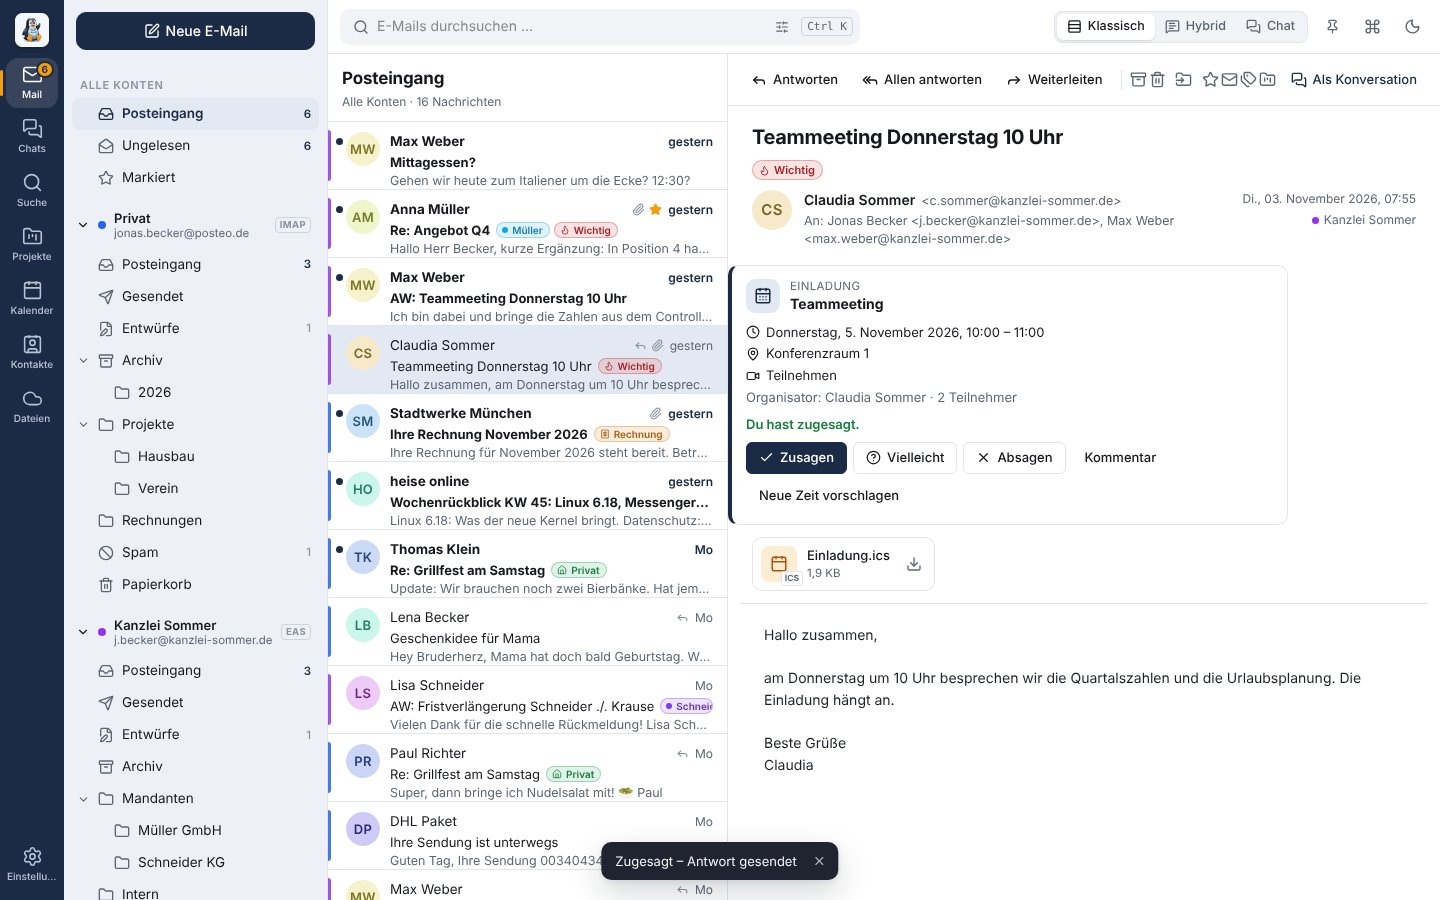 6
Mail
Chats
Suche
Projekte
Kalender
Kontakte
Dateien
Einstellu...
Neue E-Mail
ALLE KONTEN
Posteingang 6
Ungelesen 6
Markiert
Privat
jonas.becker@posteo.de IMAP
Posteingang 3
Gesendet
Entwürfe 1
Archiv
2026
Projekte
Hausbau
Verein
Rechnungen
Spam 1
Papierkorb
Kanzlei Sommer
j.becker@kanzlei-sommer.de EAS
Posteingang 3
Gesendet
Entwürfe 1
Archiv
Mandanten
Müller GmbH
Schneider KG
Intern
E-Mails durchsuchen ... Ctrl K
Klassisch Hybrid Chat
Posteingang
Alle Konten · 16 Nachrichten
MW Max Weber gestern
Mittagessen?
Gehen wir heute zum Italiener um die Ecke? 12:30?
AM Anna Müller gestern
Re: Angebot Q4 Müller Wichtig
Hallo Herr Becker, kurze Ergänzung: In Position 4 ha...
MW Max Weber gestern
AW: Teammeeting Donnerstag 10 Uhr
Ich bin dabei und bringe die Zahlen aus dem Controll...
CS Claudia Sommer gestern
Teammeeting Donnerstag 10 Uhr Wichtig
Hallo zusammen, am Donnerstag um 10 Uhr besprec...
SM Stadtwerke München gestern
Ihre Rechnung November 2026 Rechnung
Ihre Rechnung für November 2026 steht bereit. Betr...
HO heise online gestern
Wochenrückblick KW 45: Linux 6.18, Messenger...
Linux 6.18: Was der neue Kernel bringt. Datenschutz:...
TK Thomas Klein Mo
Re: Grillfest am Samstag Privat
Update: Wir brauchen noch zwei Bierbänke. Hat jem...
LB Lena Becker Mo
Geschenkidee für Mama
Hey Bruderherz, Mama hat doch bald Geburtstag. W...
LS Lisa Schneider Mo
AW: Fristverlängerung Schneider ./. Krause
Vielen Dank für die schnelle Rückmeldung! Lisa Sch...
PR Paul Richter Mo
Re: Grillfest am Samstag Privat
Super, dann bringe ich Nudelsalat mit! 🥗 Paul
DP DHL Paket Mo
Ihre Sendung ist unterwegs
Guten Tag, Ihre Sendung 0034043
MW Max Weber Mo
Antworten Allen antworten Weiterleiten Als Konversation
Teammeeting Donnerstag 10 Uhr
Wichtig
CS Claudia Sommer <c.sommer@kanzlei-sommer.de> Di., 03. November 2026, 07:55
An: Jonas Becker <j.becker@kanzlei-sommer.de>, Max Weber Kanzlei Sommer
<max.weber@kanzlei-sommer.de>
EINLADUNG
Teammeeting
Donnerstag, 5. November 2026, 10:00 – 11:00
Konferenzraum 1
Teilnehmen
Organisator: Claudia Sommer · 2 Teilnehmer
Du hast zugesagt.
Zusagen Vielleicht Absagen Kommentar
Neue Zeit vorschlagen
Einladung.ics
ICS 1,9 KB
Hallo zusammen,
am Donnerstag um 10 Uhr besprechen wir die Quartalszahlen und die Urlaubsplanung. Die
Einladung hängt an.
Beste Grüße
Claudia
Zugesagt – Antwort gesendet